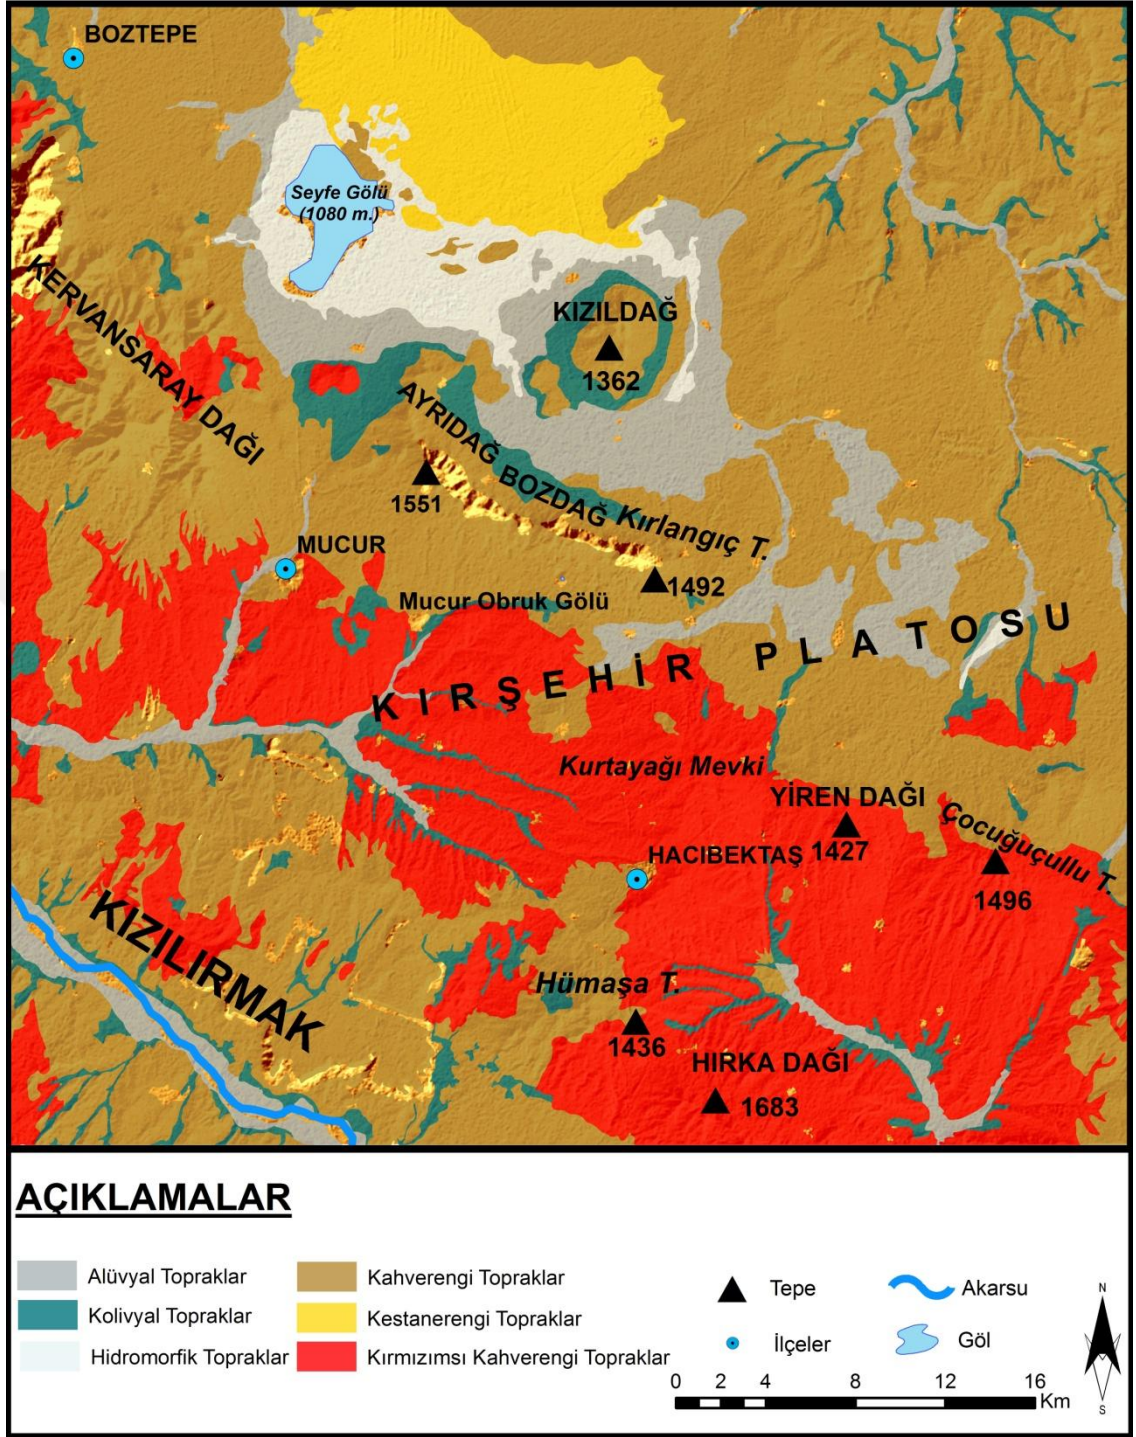 BOZTEPE
Seyfe Gölü
(1080 m.)
KERVANSARAY DAĞI
KIZILDAĞ
1362
AYRIDAĞ
BOZDAĞ
Kırlangıç T.
1551
1492
MUCUR
Mucur Obruk Gölü
KIRŞEHİR PLATOSU
Kurtayağı Mevki
YİREN DAĞI
1427
Çocuğuçullu T.
1496
HACIBEKTAŞ
KIZILIRMAK
Hümaşa T.
1436
HIRKA DAĞI
1683
AÇIKLAMALAR
Alüvyal Topraklar
Kolivyal Topraklar
Hidromorfik Topraklar
Kahverengi Topraklar
Kestanerengi Topraklar
Kırmızımsı Kahverengi Topraklar
Tepe
İlçeler
Akarsu
Göl
N
S
0 2 4 8 12 16
Km